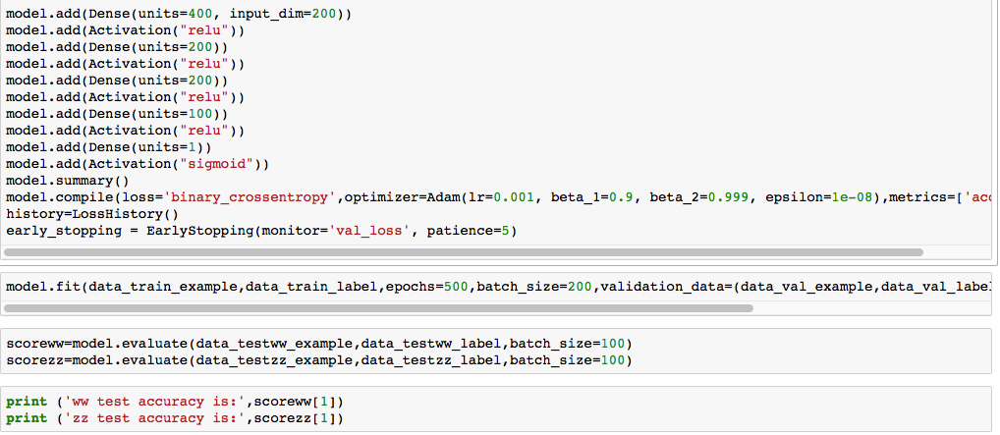 model.add(Dense(units=400, input_dim=200))
model.add(Activation("relu"))
model.add(Dense(units=200))
model.add(Activation("relu"))
model.add(Dense(units=200))
model.add(Activation("relu"))
model.add(Dense(units=100))
model.add(Activation("relu"))
model.add(Dense(units=1))
model.add(Activation("sigmoid"))
model.summary()
model.compile(loss='binary_crossentropy',optimizer=Adam(lr=0.001, beta_1=0.9, beta_2=0.999, epsilon=1e-08),metrics=['acc
history=LossHistory()
early_stopping = EarlyStopping(monitor='val_loss', patience=5)
model.fit(data_train_example,data_train_label,epochs=500,batch_size=200,validation_data=(data_val_example,data_val_label
scoreww=model.evaluate(data_testww_example,data_testww_label,batch_size=100)
scorezz=model.evaluate(data_testzz_example,data_testzz_label,batch_size=100)
print ('ww test accuracy is:',scoreww[1])
print ('zz test accuracy is:',scorezz[1])